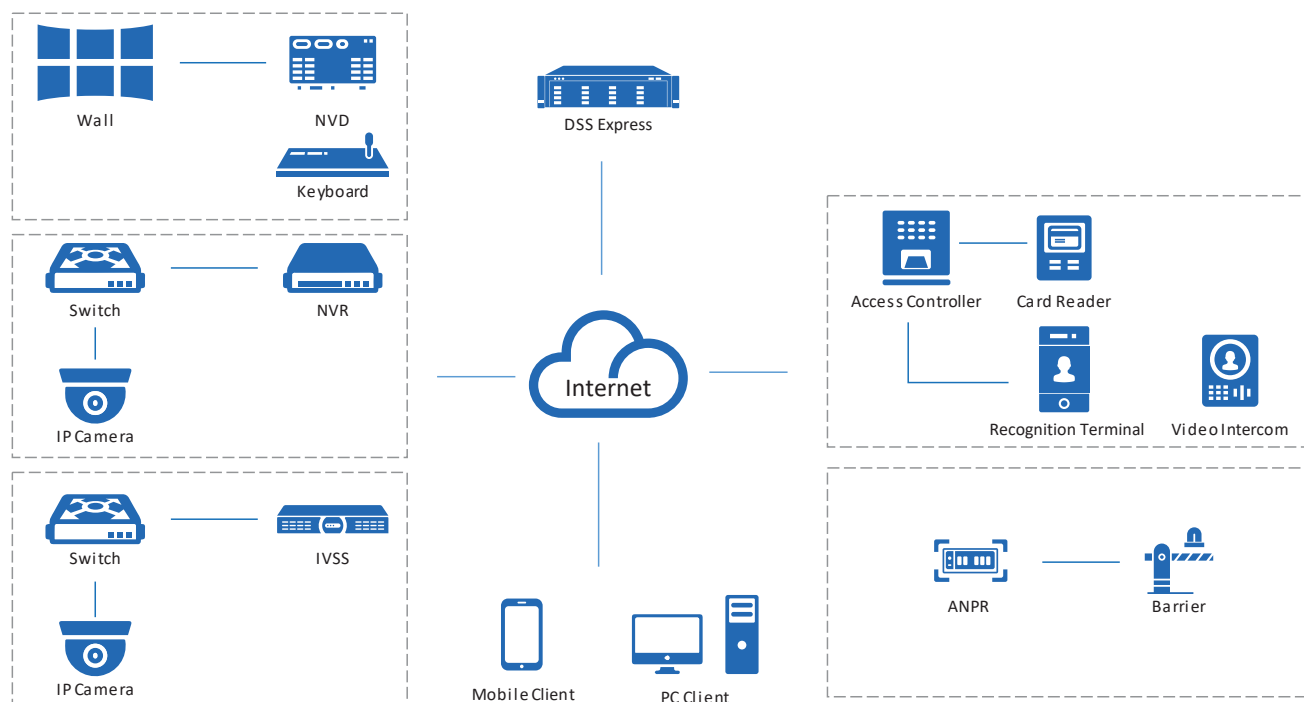 Wall
NVD
Keyboard
DSS Express
Switch
NVR
IP Camera
Access Controller
Card Reader
Recognition Terminal
Video Intercom
Internet
Switch
IVSS
IP Camera
ANPR
Barrier
Mobile Client
PC Client